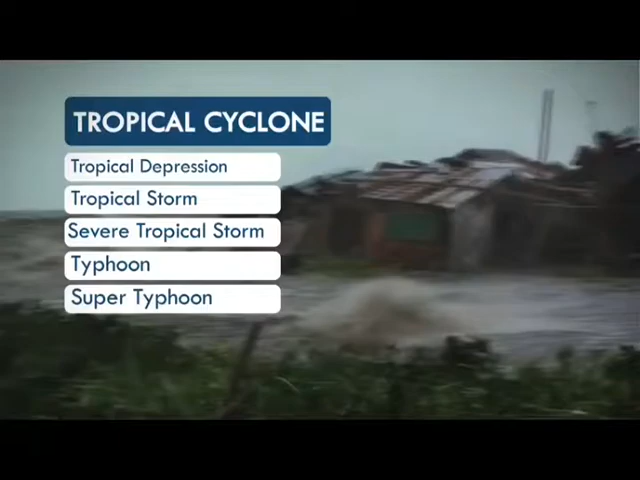 TROPICAL CYCLONE
Tropical Depression
Tropical Storm
Severe Tropical Storm
Typhoon
Super Typhoon